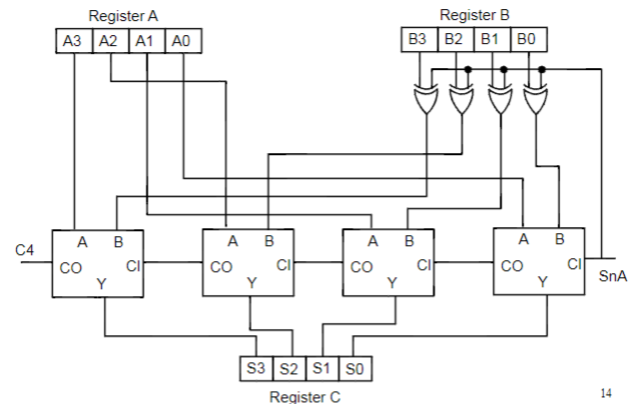 Register A
Register B
A3 A2 A1 A0
B3 B2 B1 B0
A B
A B
A B
A B
C4
CO CI
CO CI
CO CI
CO CI
SnA
Y
Y
Y
Y
S3 S2 S1 S0
Register C
14